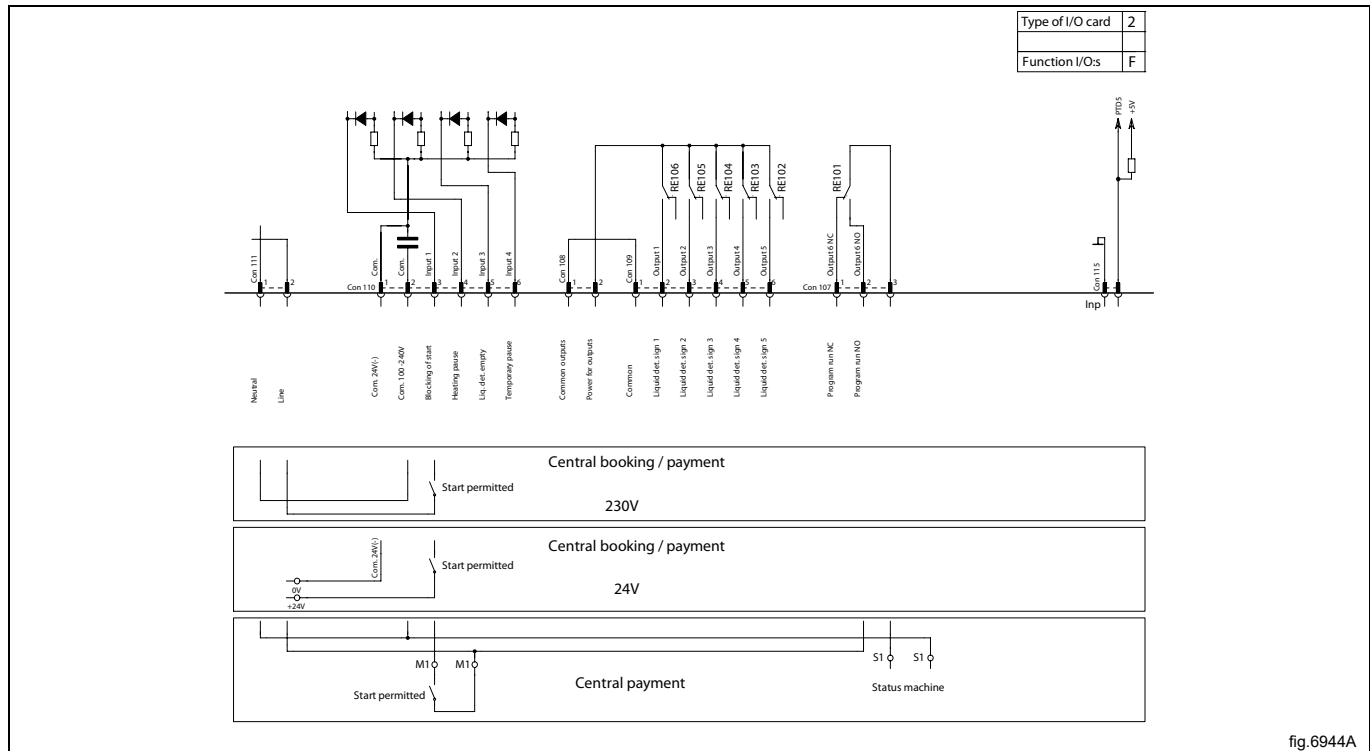 Type of I/O card 2
Function I/O:s F
PTD5
+5V
RE106
RE105
RE104
RE103
RE102
RE101
Con 111
1
2
Con 110
Com.
Com.
Input 1
Input 2
Input 3
Input 4
1
2
3
4
5
6
Con 108
1
2
Con 109
Output 1
Output 2
Output 3
Output 4
Output 5
1
2
3
4
5
6
Con 107
Output 6 NC
Output 6 NO
1
2
3
Con 115
1
Inp
Neutral
Line
Com. 24V(-)
Com. 100 -240V
Blocking of start
Heating pause
Liq. det. empty
Temporary pause
Common outputs
Power for outputs
Common
Liquid det. sign 1
Liquid det. sign 2
Liquid det. sign 3
Liquid det. sign 4
Liquid det. sign 5
Program run NC
Program run NO
Central booking / payment
Start permitted
230V
Central booking / payment
Com. 24V(-)
Start permitted
24V
0V
+24V
M1
M1
S1
S1
Central payment
Start permitted
Status machine
fig.6944A